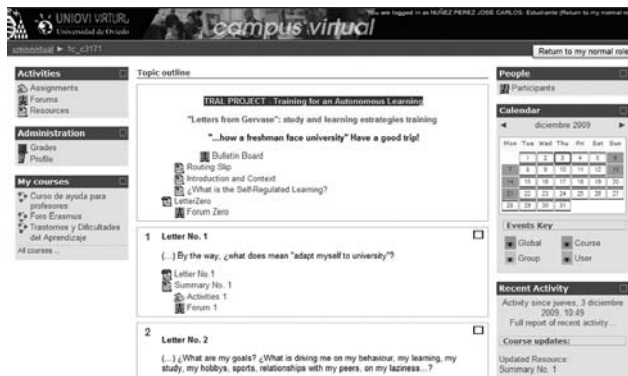 You are logged in as NUÑEZ PEREZ JOSE CARLOS: Estudiante (Return to my normal role
UNIOVI VIRTUAL
Universidad de Oviedo
campus virtual
uniovirtual ► 1c_c3171
Return to my normal role
Activities
Assignments
Forums
Resources
Administration
Grades
Profile
My courses
Curso de ayuda para
profesores
Foro Erasmus
Trastornos y Dificultades
del Aprendizaje
All courses ...
Topic outline
TRAL PROJECT - Training for an Autonomous Learning
"Letters from Gervase": study and learning estrategies training
"...how a freshman face university" Have a good trip!
Bulletin Board
Routing Slip
Introduction and Context
¿What is the Self-Regulated Learning?
LetterZero
Forum Zero
1 Letter No. 1
(...) By the way, ¿what does mean "adapt myself to university"?
Letter No.1
Summary No. 1
Activities 1
Forum 1
2 Letter No. 2
(...) ¿What are my goals? ¿What is driving me on my behaviour, my learning, my
study, my hobbys, sports, relationships with my peers, on my laziness...?
People
Participants
Calendar
◄ diciembre 2009 ►
Mon Tue Wed Thu Fri Sat Sun
1 2 3 4 5 6
7 8 9 10 11 12 13
14 15 16 17 18 19 20
21 22 23 24 25 26 27
28 29 30 31
Events Key
Global Course
Group User
Recent Activity
Activity since jueves, 3 diciembre
2009, 10:49
Full report of recent activity...
Course updates:
Updated Resource:
Summary No. 1